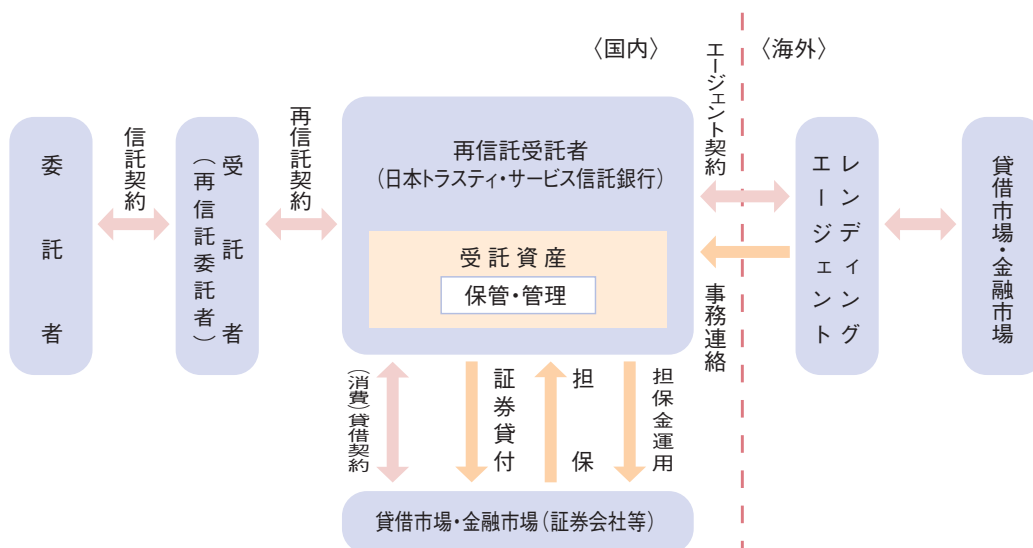 〈国内〉
〈海外〉
委託者
信託契約
受託者
（再信託委託者）
再信託契約
再信託受託者
（日本トラスティ・サービス信託銀行）
受託資産
保管・管理
エージェント契約
事務連絡
レンディング
エージェント
貸借市場・金融市場
（消費）貸借契約
証券貸付
担保
担保金運用
貸借市場・金融市場（証券会社等）